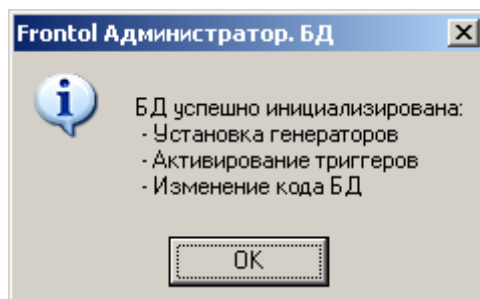 Frontol Администратор. БД
БД успешно инициализирована:
- Установка генераторов
- Активирование триггеров
- Изменение кода БД
OK